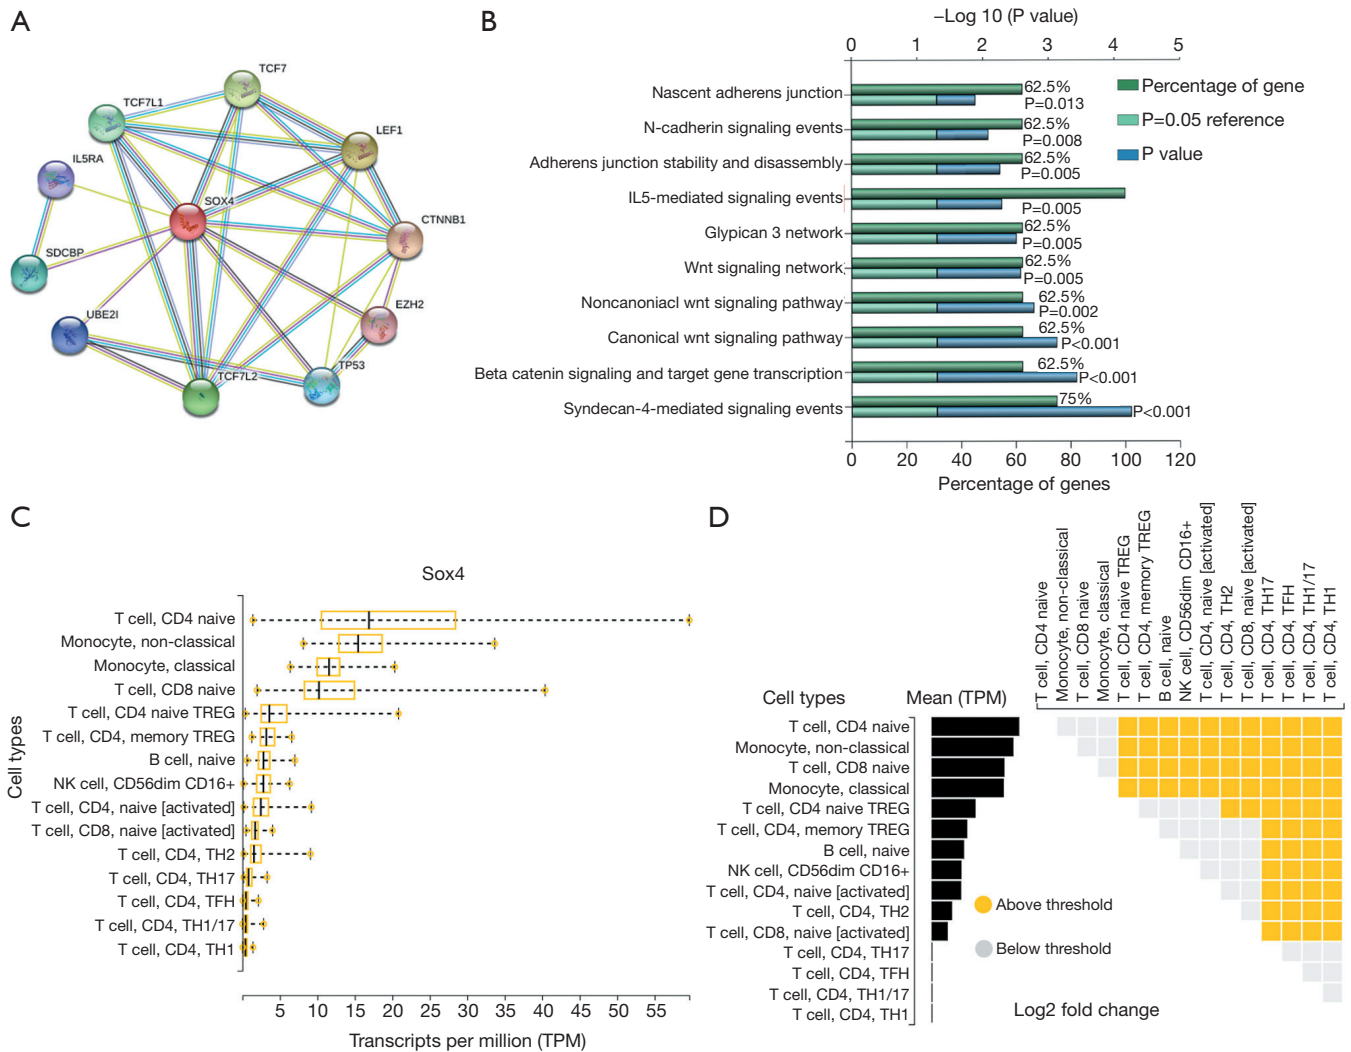 A
TCF7
TCF7L1
LEF1
IL5RA
SOX4
CTNNB1
SDCBP
EZH2
UBE2I
TP53
TCF7L2
B
–Log 10 (P value)
0 1 2 3 4 5
Nascent adherens junction
N-cadherin signaling events
Adherens junction stability and disassembly
IL5-mediated signaling events
Glypican 3 network
Wnt signaling network
Noncanoniacl wnt signaling pathway
Canonical wnt signaling pathway
Beta catenin signaling and target gene transcription
Syndecan-4-mediated signaling events
62.5%
P=0.013
62.5%
P=0.008
62.5%
P=0.005
P=0.005
62.5%
P=0.005
62.5%
P=0.005
62.5%
P=0.002
62.5%
P<0.001
62.5%
P<0.001
75%
P<0.001
Percentage of gene
P=0.05 reference
P value
0 20 40 60 80 100 120
Percentage of genes
C
Sox4
Cell types
T cell, CD4 naive
Monocyte, non-classical
Monocyte, classical
T cell, CD8 naive
T cell, CD4 naive TREG
T cell, CD4, memory TREG
B cell, naive
NK cell, CD56dim CD16+
T cell, CD4, naive [activated]
T cell, CD8, naive [activated]
T cell, CD4, TH2
T cell, CD4, TH17
T cell, CD4, TFH
T cell, CD4, TH1/17
T cell, CD4, TH1
5 10 15 20 25 30 35 40 45 50 55
Transcripts per million (TPM)
D
T cell, CD4 naive
Monocyte, non-classical
T cell, CD8 naive
Monocyte, classical
T cell, CD4 naive TREG
T cell, CD4, memory TREG
B cell, naive
NK cell, CD56dim CD16+
T cell, CD4, naive [activated]
T cell, CD4, TH2
T cell, CD8, naive [activated]
T cell, CD4, TH17
T cell, CD4, TFH
T cell, CD4, TH1/17
T cell, CD4, TH1
Cell types
Mean (TPM)
T cell, CD4 naive
Monocyte, non-classical
T cell, CD8 naive
Monocyte, classical
T cell, CD4 naive TREG
T cell, CD4, memory TREG
B cell, naive
NK cell, CD56dim CD16+
T cell, CD4, naive [activated]
T cell, CD4, TH2
T cell, CD8, naive [activated]
T cell, CD4, TH17
T cell, CD4, TFH
T cell, CD4, TH1/17
T cell, CD4, TH1
Above threshold
Below threshold
Log2 fold change